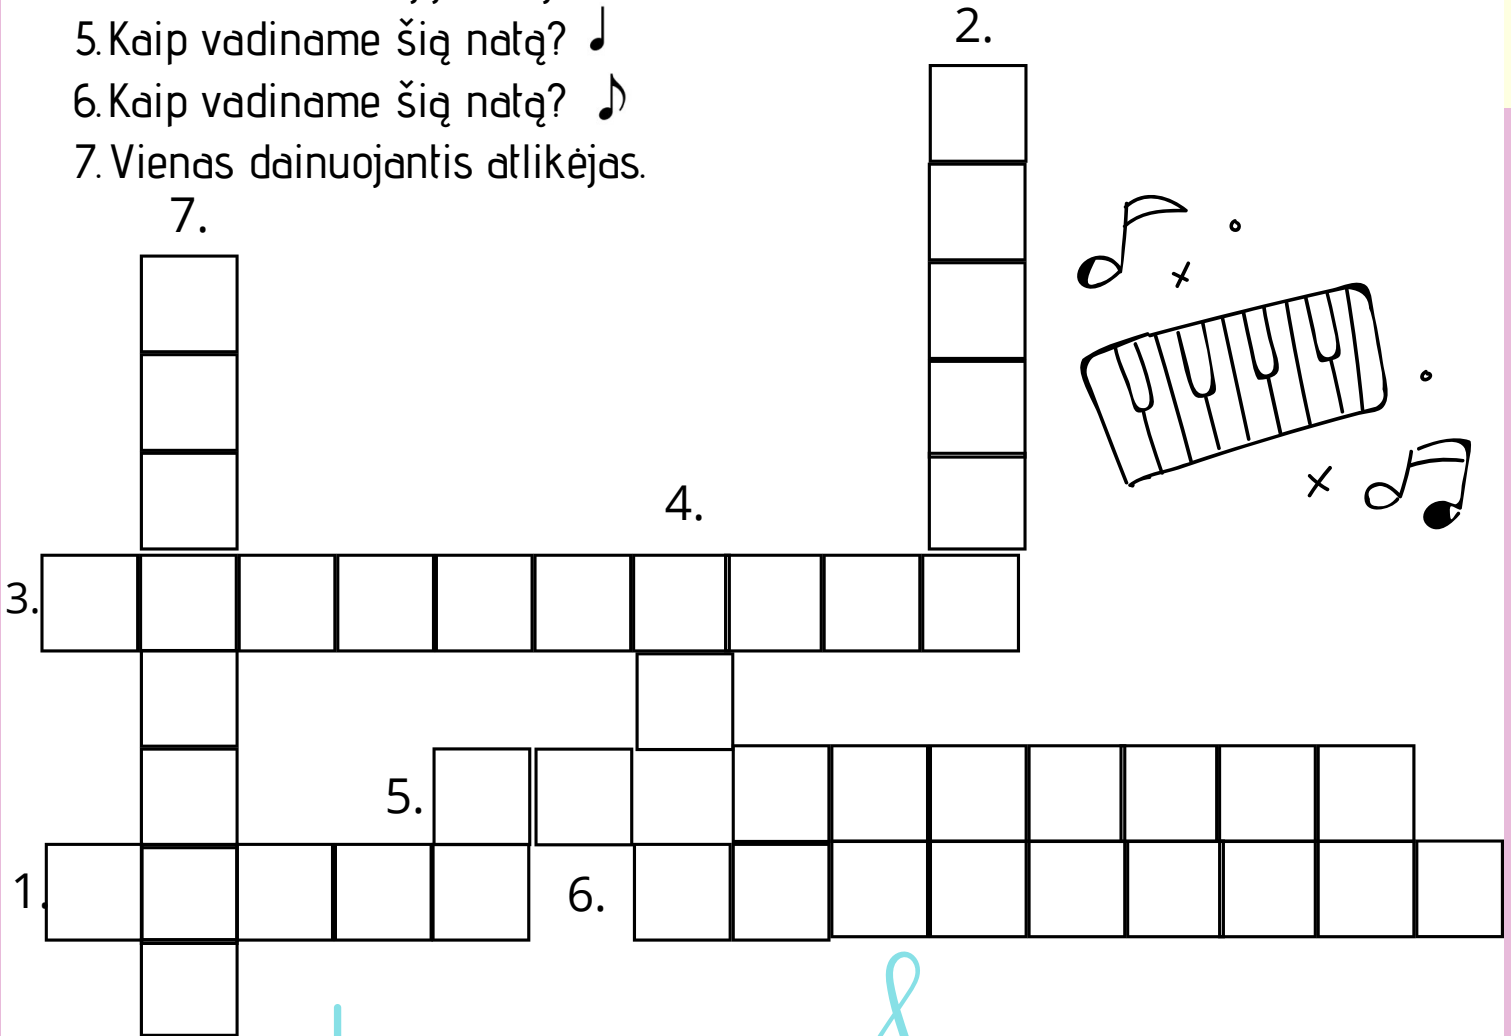 5. Kaip vadiname šią natą?
6. Kaip vadiname šią natą?
7. Vienas dainuojantis atlikėjas.
2.
7.
4.
3.
5.
1.
6.